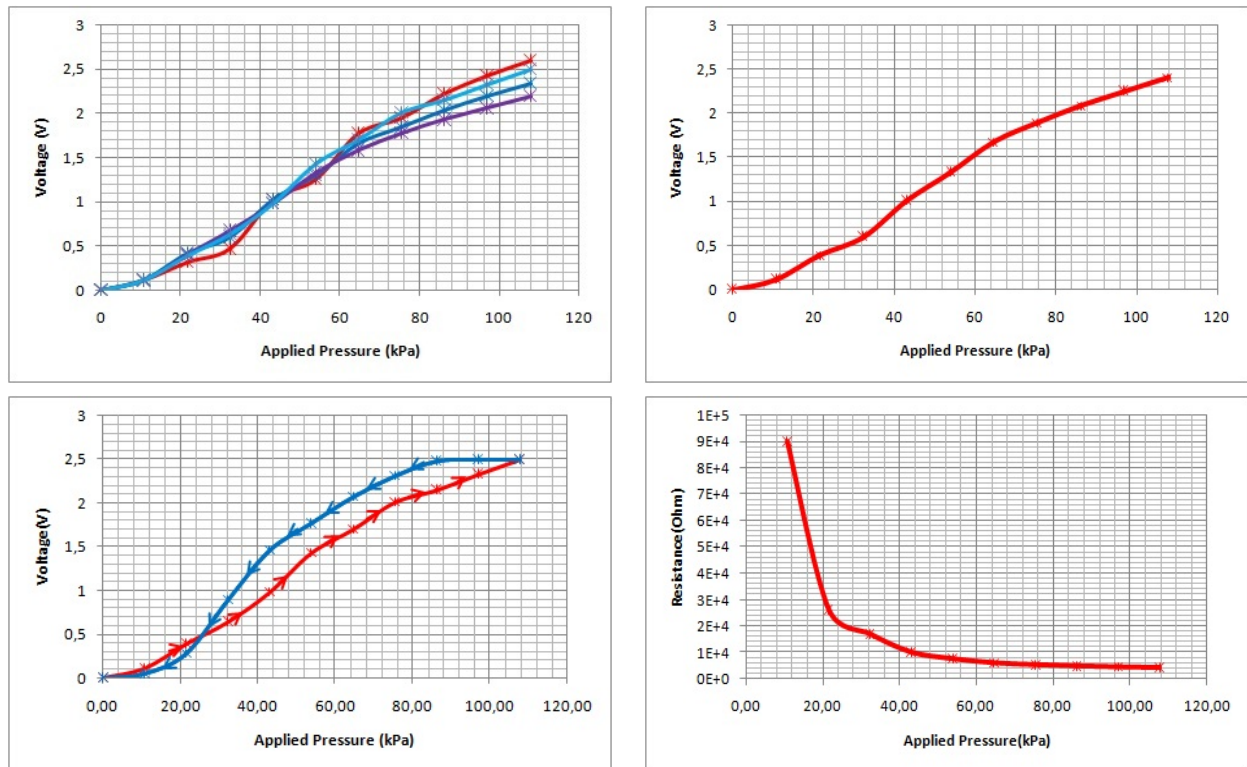 3
2,5
2
1,5
1
0,5
0
Voltage (V)
0 20 40 60 80 100 120
Applied Pressure (kPa)
3
2,5
2
1,5
1
0,5
0
Voltage (V)
0 20 40 60 80 100 120
Applied Pressure (kPa)
3
2,5
2
1,5
1
0,5
0
Voltage(V)
0,00 20,00 40,00 60,00 80,00 100,00 120,00
Applied Pressure (kPa)
1E+5
9E+4
8E+4
7E+4
6E+4
5E+4
4E+4
3E+4
2E+4
1E+4
0E+0
Resistance(Ohm)
0,00 20,00 40,00 60,00 80,00 100,00 120,00
Applied Pressure(kPa)